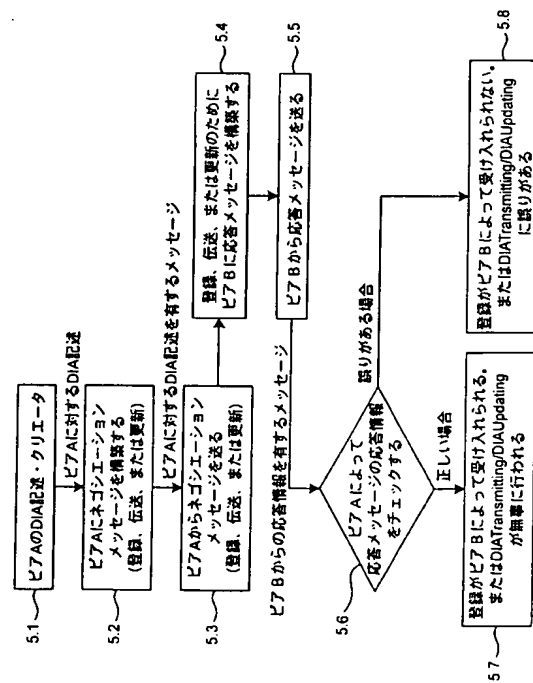 5.1
ピアAのDIA記述・クリエータ
ピアAに対するDIA記述
5.2
ピアAにネゴシエーション
メッセージを構築する
(登録、伝送、または更新)
ピアAに対するDIA記述を有するメッセージ
5.3
ピアAからネゴシエーション
メッセージを送る
(登録、伝送、または更新)
5.4
登録、伝送、または更新のために
ピアBに応答メッセージを構築する
5.5
ピアBから応答メッセージを送る
ピアBからの応答情報を有するメッセージ
5.6
ピアAによって
応答メッセージの応答情報
をチェックする
誤りがある場合
正しい場合
5.7
登録がピアBによって受け入れられる。
またはDIATransmitting/DIAUpdating
が無事に行われる
5.8
登録がピアBによって受け入れられない。
またはDIATransmitting/DIAUpdating
に誤りがある